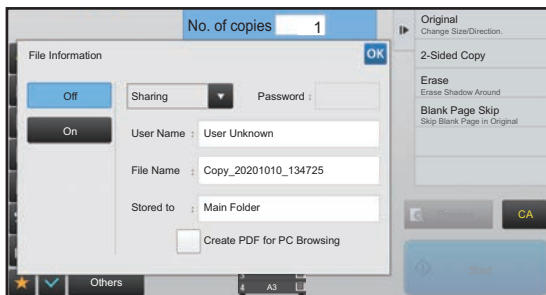 No. of copies 1
File Information
OK
Off
On
Sharing
Password :
User Name : User Unknown
File Name : Copy_20201010_134725
Stored to : Main Folder
Create PDF for PC Browsing
Original
Change Size/Direction.
2-Sided Copy
Erase
Erase Shadow Around
Blank Page Skip
Skip Blank Page in Original
CA
Start
Others
4 A3